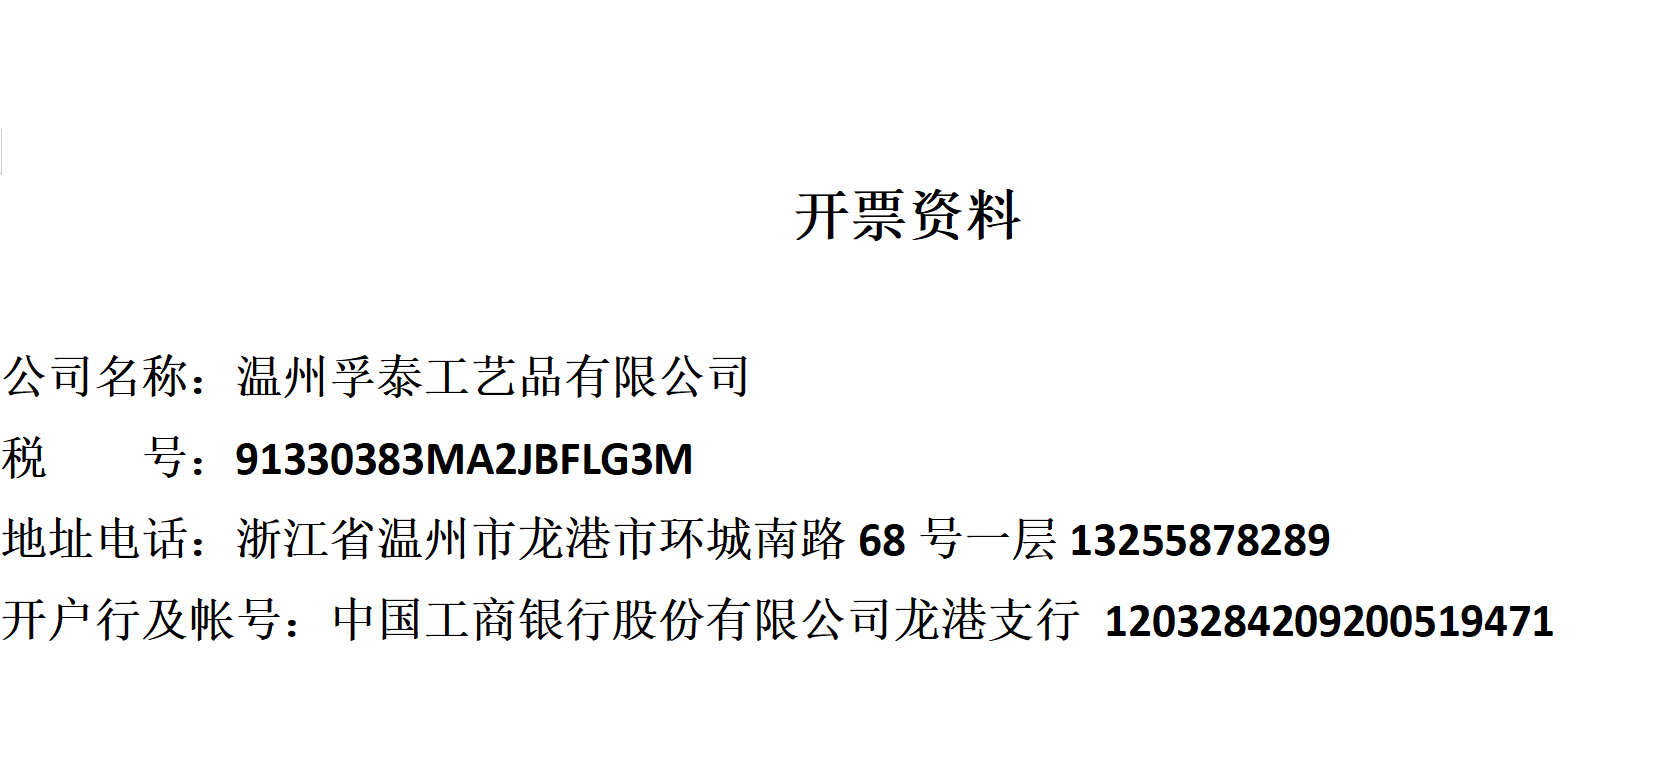 开票资料
公司名称：温州孚泰工艺品有限公司
税　　号：91330383MA2JBFLG3M
地址电话：浙江省温州市龙港市环城南路 68 号一层 13255878289
开户行及帐号：中国工商银行股份有限公司龙港支行 1203284209200519471